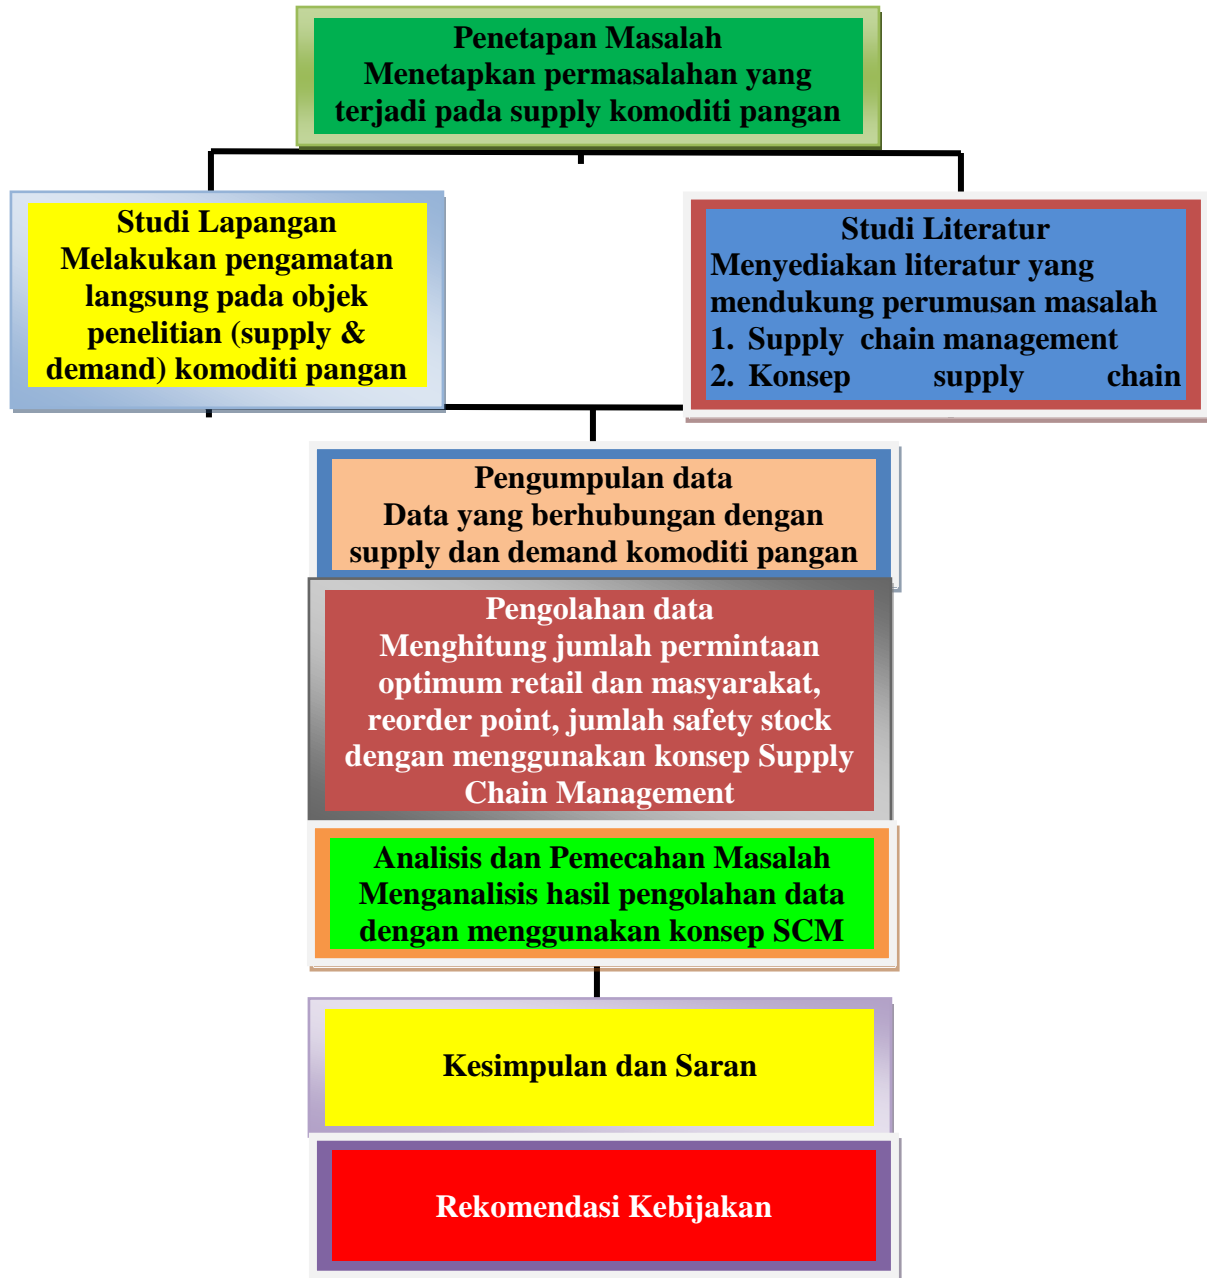 Penetapan Masalah
Menetapkan permasalahan yang
terjadi pada supply komoditi pangan
Studi Lapangan
Melakukan pengamatan
langsung pada objek
penelitian (supply &
demand) komoditi pangan
Studi Literatur
Menyediakan literatur yang
mendukung perumusan masalah
1. Supply chain management
2. Konsep supply chain
Pengumpulan data
Data yang berhubungan dengan
supply dan demand komoditi pangan
Pengolahan data
Menghitung jumlah permintaan
optimum retail dan masyarakat,
reorder point, jumlah safety stock
dengan menggunakan konsep Supply
Chain Management
Analisis dan Pemecahan Masalah
Menganalisis hasil pengolahan data
dengan menggunakan konsep SCM
Kesimpulan dan Saran
Rekomendasi Kebijakan